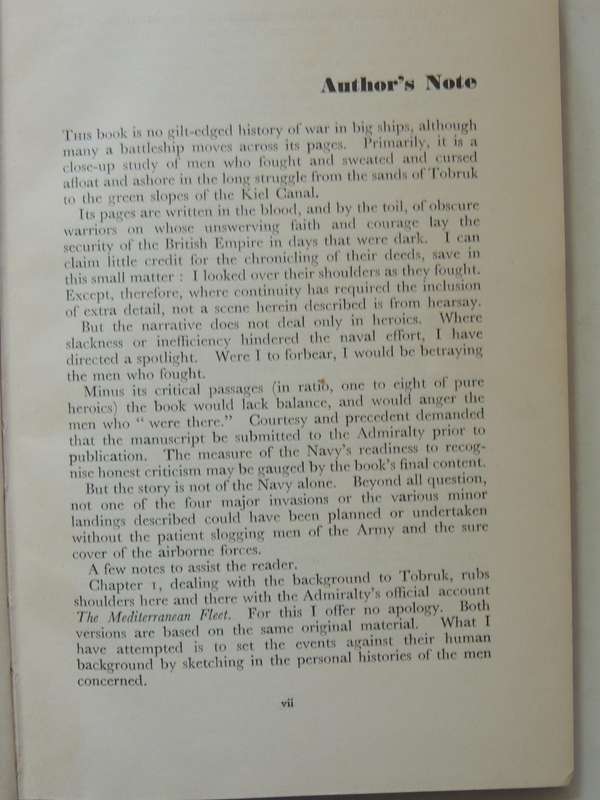 Author's Note
THIS book is no gilt-edged history of war in big ships, although
many a battleship moves across its pages. Primarily, it is a
close-up study of men who fought and sweated and cursed
afloat and ashore in the long struggle from the sands of Tobruk
to the green slopes of the Kiel Canal.
Its pages are written in the blood, and by the toil, of obscure
warriors on whose unswerving faith and courage lay the
security of the British Empire in days that were dark. I can
claim little credit for the chronicling of their deeds, save in
this small matter : I looked over their shoulders as they fought.
Except, therefore, where continuity has required the inclusion
of extra detail, not a scene herein described is from hearsay.
But the narrative does not deal only in heroics. Where
slackness or inefficiency hindered the naval effort, I have
directed a spotlight. Were I to forbear, I would be betraying
the men who fought.
Minus its critical passages (in ratio, one to eight of pure
heroics) the book would lack balance, and would anger the
men who " were there." Courtesy and precedent demanded
that the manuscript be submitted to the Admiralty prior to
publication. The measure of the Navy's readiness to recog-
nise honest criticism may be gauged by the book's final content.
But the story is not of the Navy alone. Beyond all question,
not one of the four major invasions or the various minor
landings described could have been planned or undertaken
without the patient slogging men of the Army and the sure
cover of the airborne forces.
A few notes to assist the reader.
Chapter 1, dealing with the background to Tobruk, rubs
shoulders here and there with the Admiralty's official account
The Mediterranean Fleet. For this I offer no apology. Both
versions are based on the same original material. What I
have attempted is to set the events against their human
background by sketching in the personal histories of the men
concerned.
vii